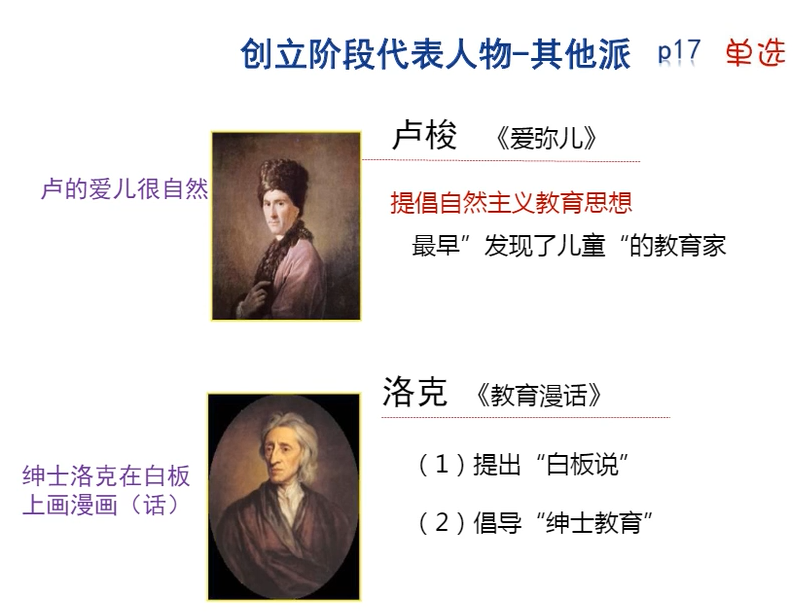 创立阶段代表人物-其他派 p17 单选
卢梭 《爱弥儿》
卢的爱儿很自然
提倡自然主义教育思想
最早”发现了儿童“的教育家
洛克 《教育漫话》
绅士洛克在白板
上画漫画（话）
（1）提出“白板说”
（2）倡导“绅士教育”